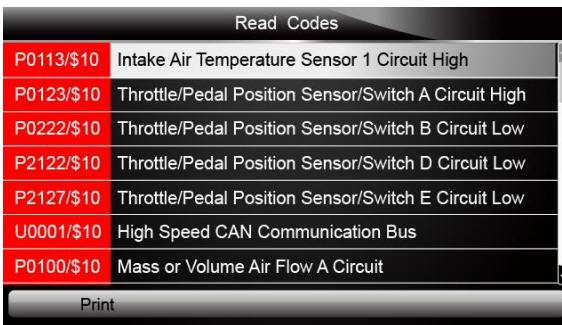 Read Codes
P0113/$10 Intake Air Temperature Sensor 1 Circuit High
P0123/$10 Throttle/Pedal Position Sensor/Switch A Circuit High
P0222/$10 Throttle/Pedal Position Sensor/Switch B Circuit Low
P2122/$10 Throttle/Pedal Position Sensor/Switch D Circuit Low
P2127/$10 Throttle/Pedal Position Sensor/Switch E Circuit Low
U0001/$10 High Speed CAN Communication Bus
P0100/$10 Mass or Volume Air Flow A Circuit
Print